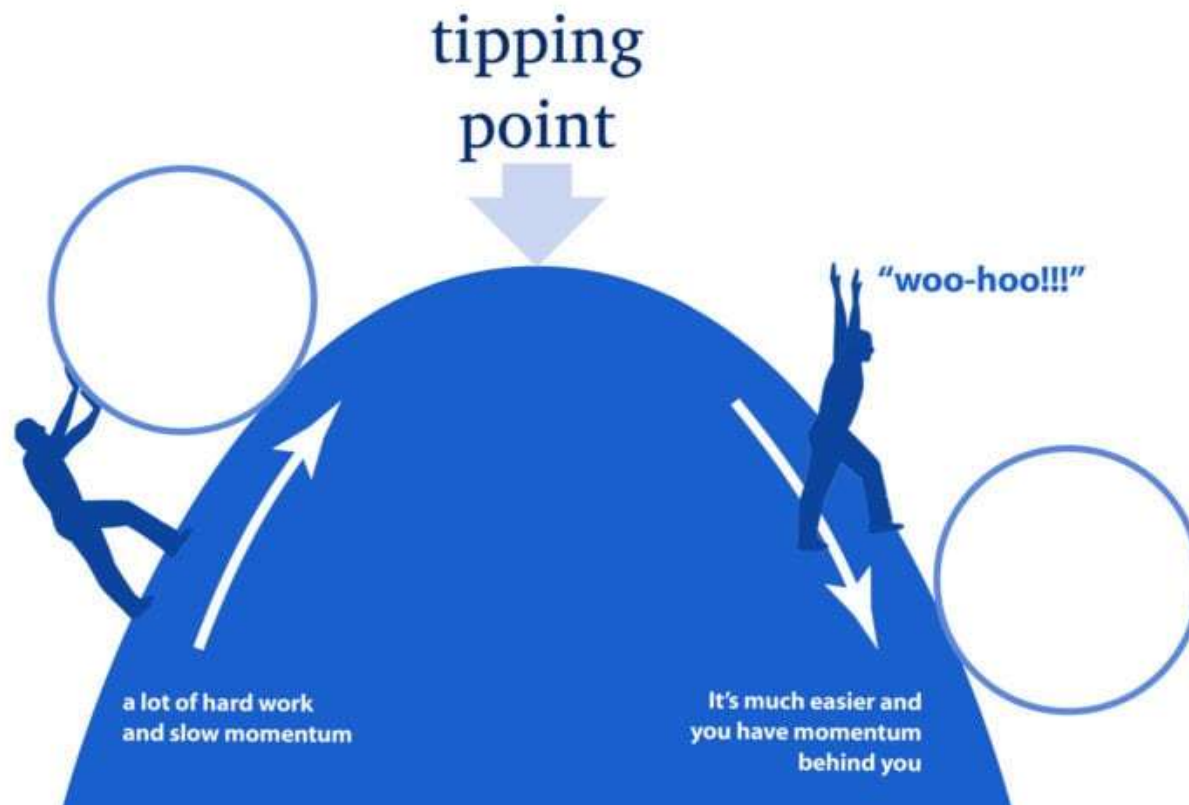 tipping
point
“woo-hoo!!!”
a lot of hard work
and slow momentum
It’s much easier and
you have momentum
behind you